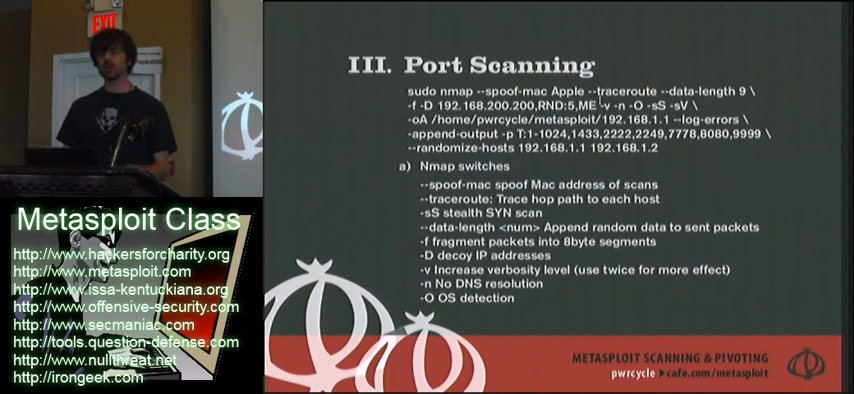 EXIT
III. Port Scanning
sudo nmap --spoof-mac Apple --traceroute --data-length 9 \
-f -D 192.168.200.200,RND:5,ME -v -n -O -sS -sV \
-oA /home/pwrcycle/metasploit/192.168.1.1 --log-errors \
-append-output -p T:1-1024,1433,2222,2249,7778,8080,9999 \
--randomize-hosts 192.168.1.1 192.168.1.2
a) Nmap switches
--spoof-mac spoof Mac address of scans
--traceroute: Trace hop path to each host
-sS stealth SYN scan
--data-length <num> Append random data to sent packets
-f fragment packets into 8byte segments
-D decoy IP addresses
-v Increase verbosity level (use twice for more effect)
-n No DNS resolution
-O OS detection
METASPLOIT SCANNING & PIVOTING
pwrcycle cafe.com/metasploit
Metasploit Class
http://www.hackersforcharity.org
http://www.metasploit.com
http://www.issa-kentuckiana.org
http://www.offensive-security.com
http://www.secmaniac.com
http://tools.question-defense.com
http://www.nullthreat.net
http://irongeek.com